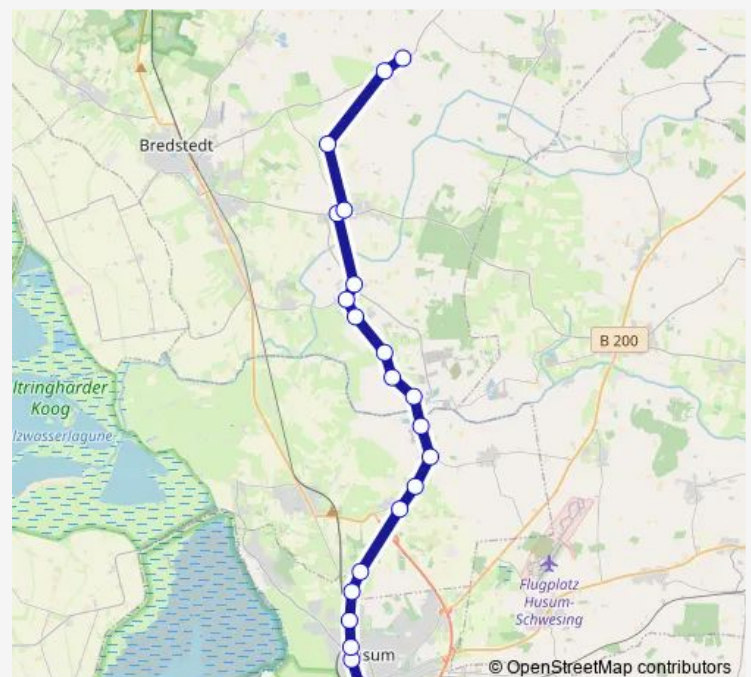 Bredstedt
B 200
ltringharder
Koog
lzwasserlagune
Flugplatz
Husum-
Schwesing
sum
© OpenStreetMap contributors